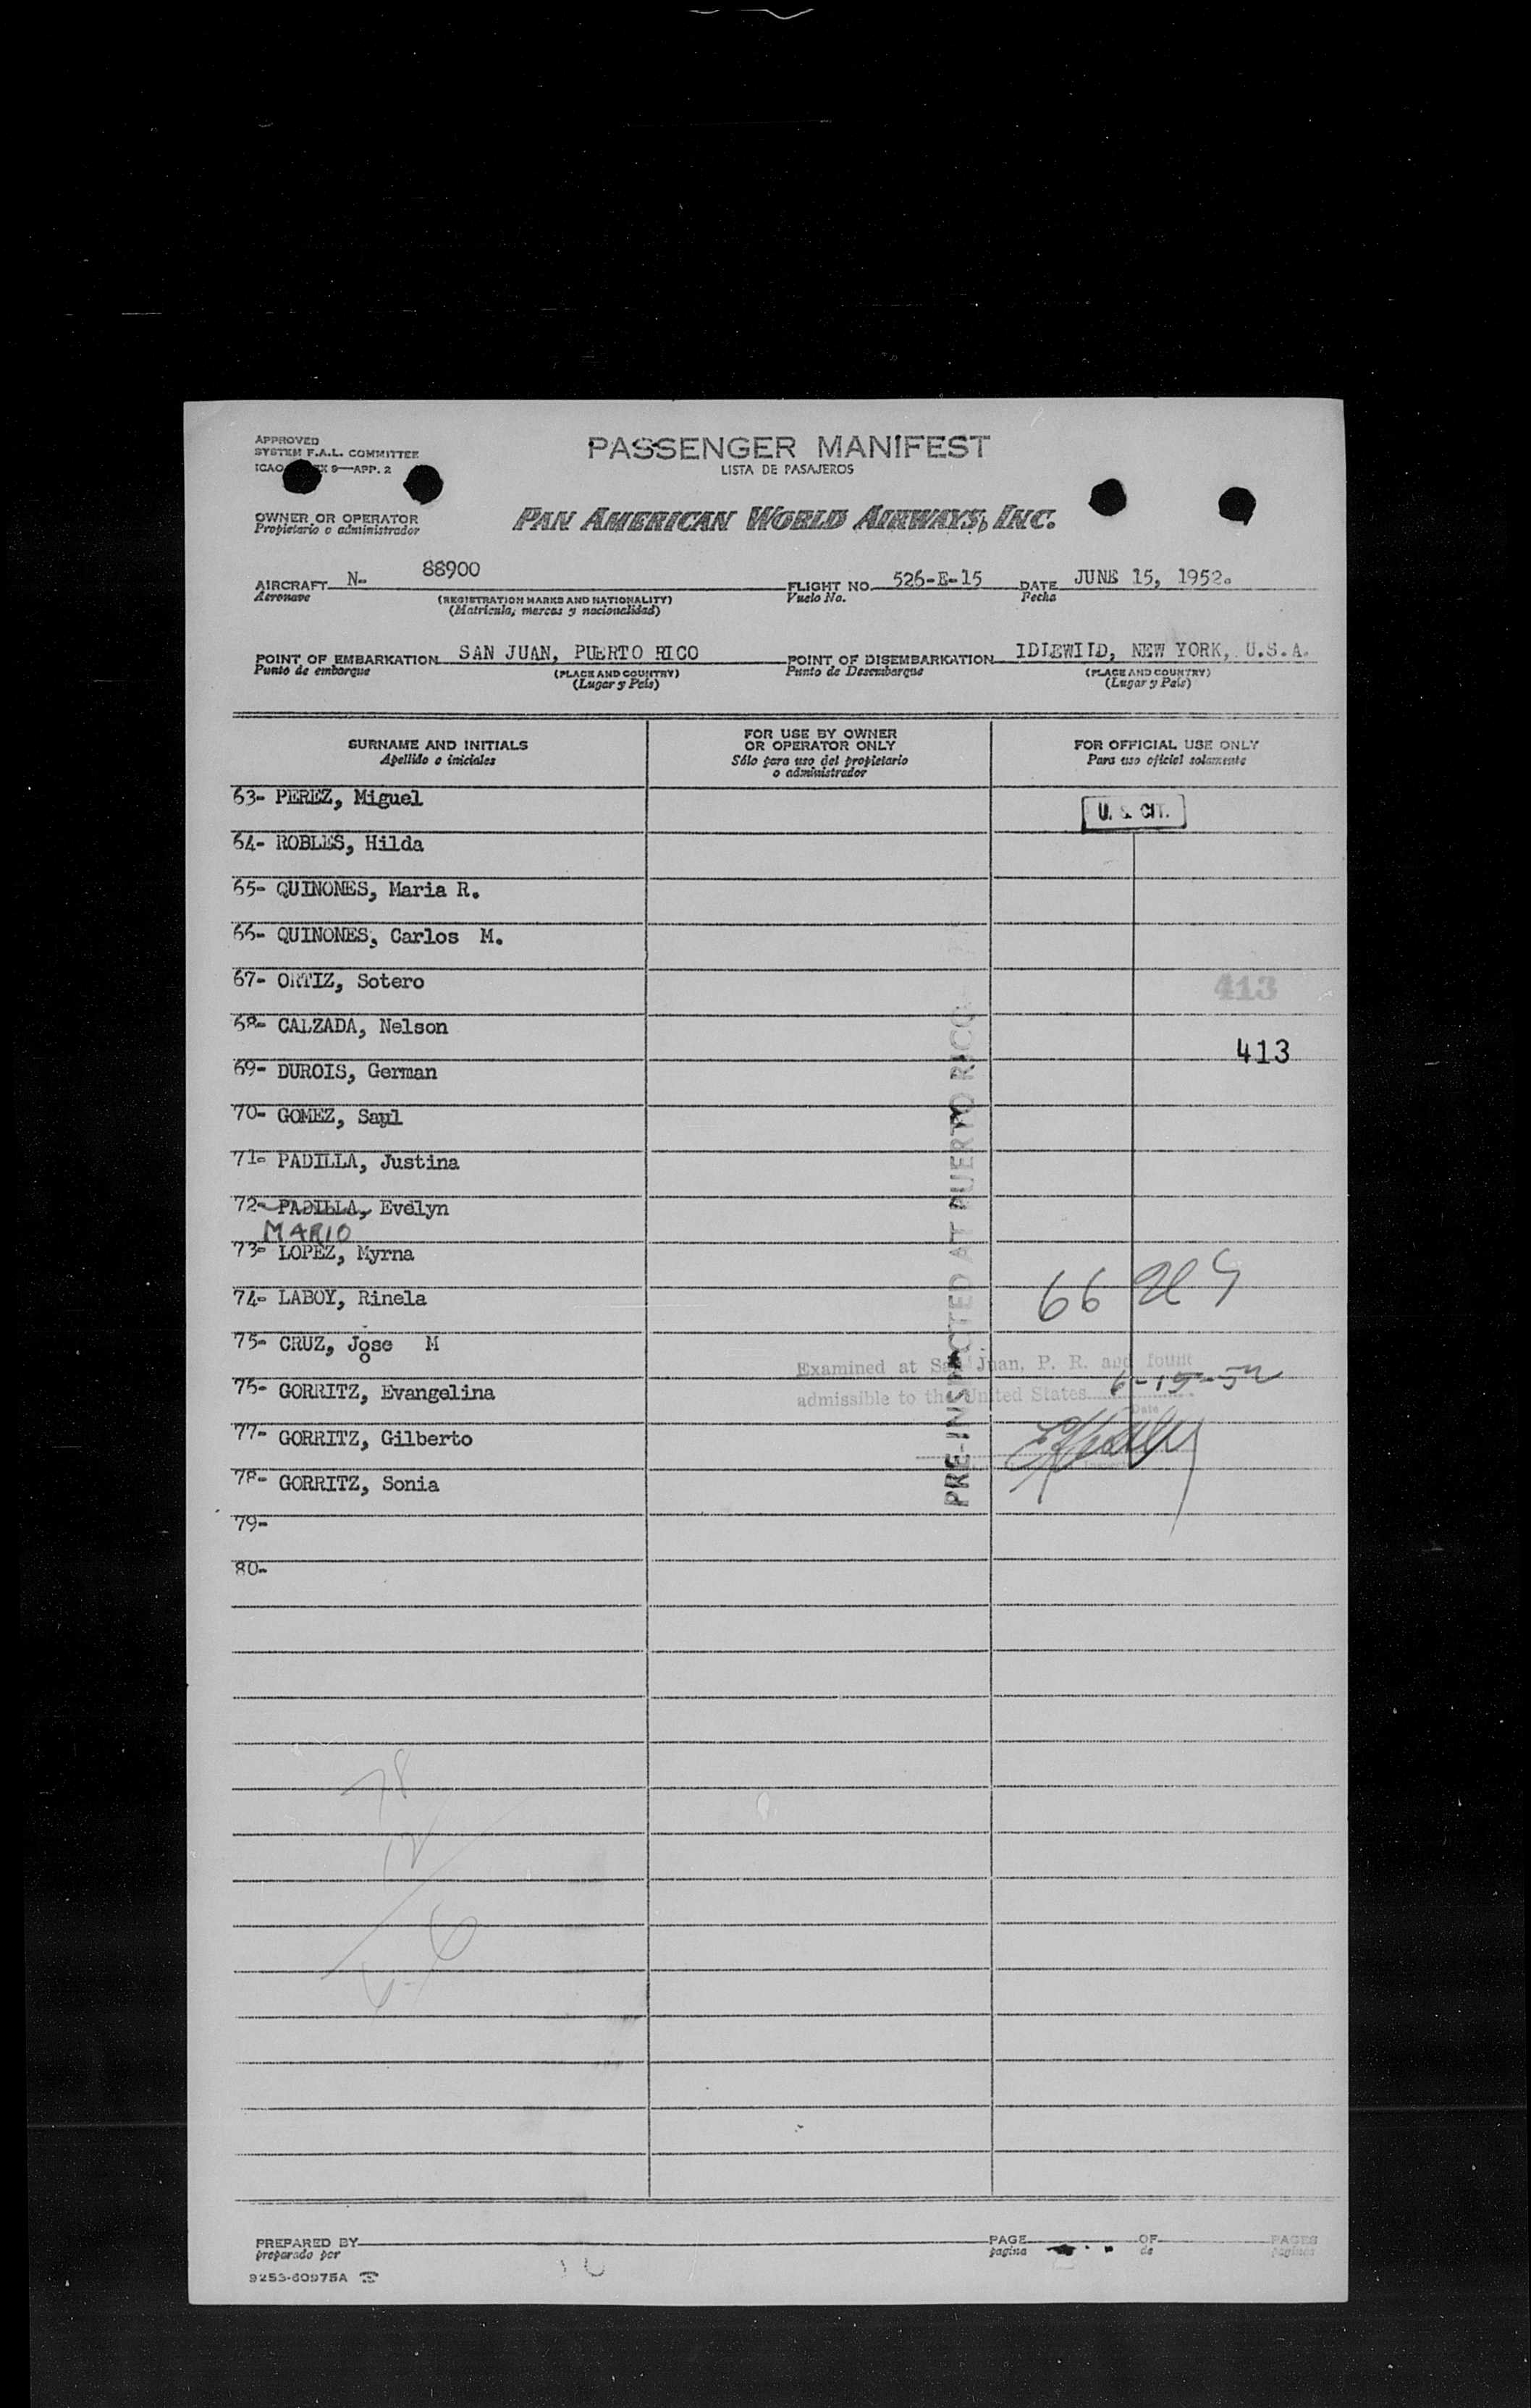 APPROVED
SYSTEM F.A.L. COMMITTEE
ICAO EX 9—APP. 2
PASSENGER MANIFEST
LISTA DE PASAJEROS
OWNER OR OPERATOR
Propietario o administrador
PAN AMERICAN WORLD AIRWAYS, INC.
AIRCRAFT N- 88900 FLIGHT NO. 526-E-15 DATE JUNE 15, 1952.
Aeronave (REGISTRATION MARKS AND NATIONALITY) Vuelo No. Fecha
(Matricula, marcas y nacionalidad)
POINT OF EMBARKATION SAN JUAN, PUERTO RICO POINT OF DISEMBARKATION IDLEWILD, NEW YORK, U.S.A.
Punto de embarque (PLACE AND COUNTRY) Punto de Desembarque (PLACE AND COUNTRY)
(Lugar y País) (Lugar y País)
SURNAME AND INITIALS
Apellido e iniciales
FOR USE BY OWNER
OR OPERATOR ONLY
Sólo para uso del propietario
o administrador
FOR OFFICIAL USE ONLY
Para uso oficial solamente
63- PEREZ, Miguel
U. S. CIT.
64- ROBLES, Hilda
65- QUINONES, Maria R.
66- QUINONES, Carlos M.
67- ORTIZ, Sotero
413
68- CALZADA, Nelson
413
69- DUROIS, German
70- GOMEZ, Saul
71- PADILLA, Justina
72- PADILLA, Evelyn
MARIO
73- LOPEZ, Myrna
74- LABOY, Rinela
66
75- CRUZ, Jose M
76- GORRITZ, Evangelina
77- GORRITZ, Gilberto
78- GORRITZ, Sonia
79-
80-
PRE-INSPECTED AT PUERTO RICO
Examined at San Juan, P. R. and found
admissible to the United States 6-15-52
Date
78
PREPARED BY PAGE OF PAGES
preparado por pagina de paginas
9253-60975A